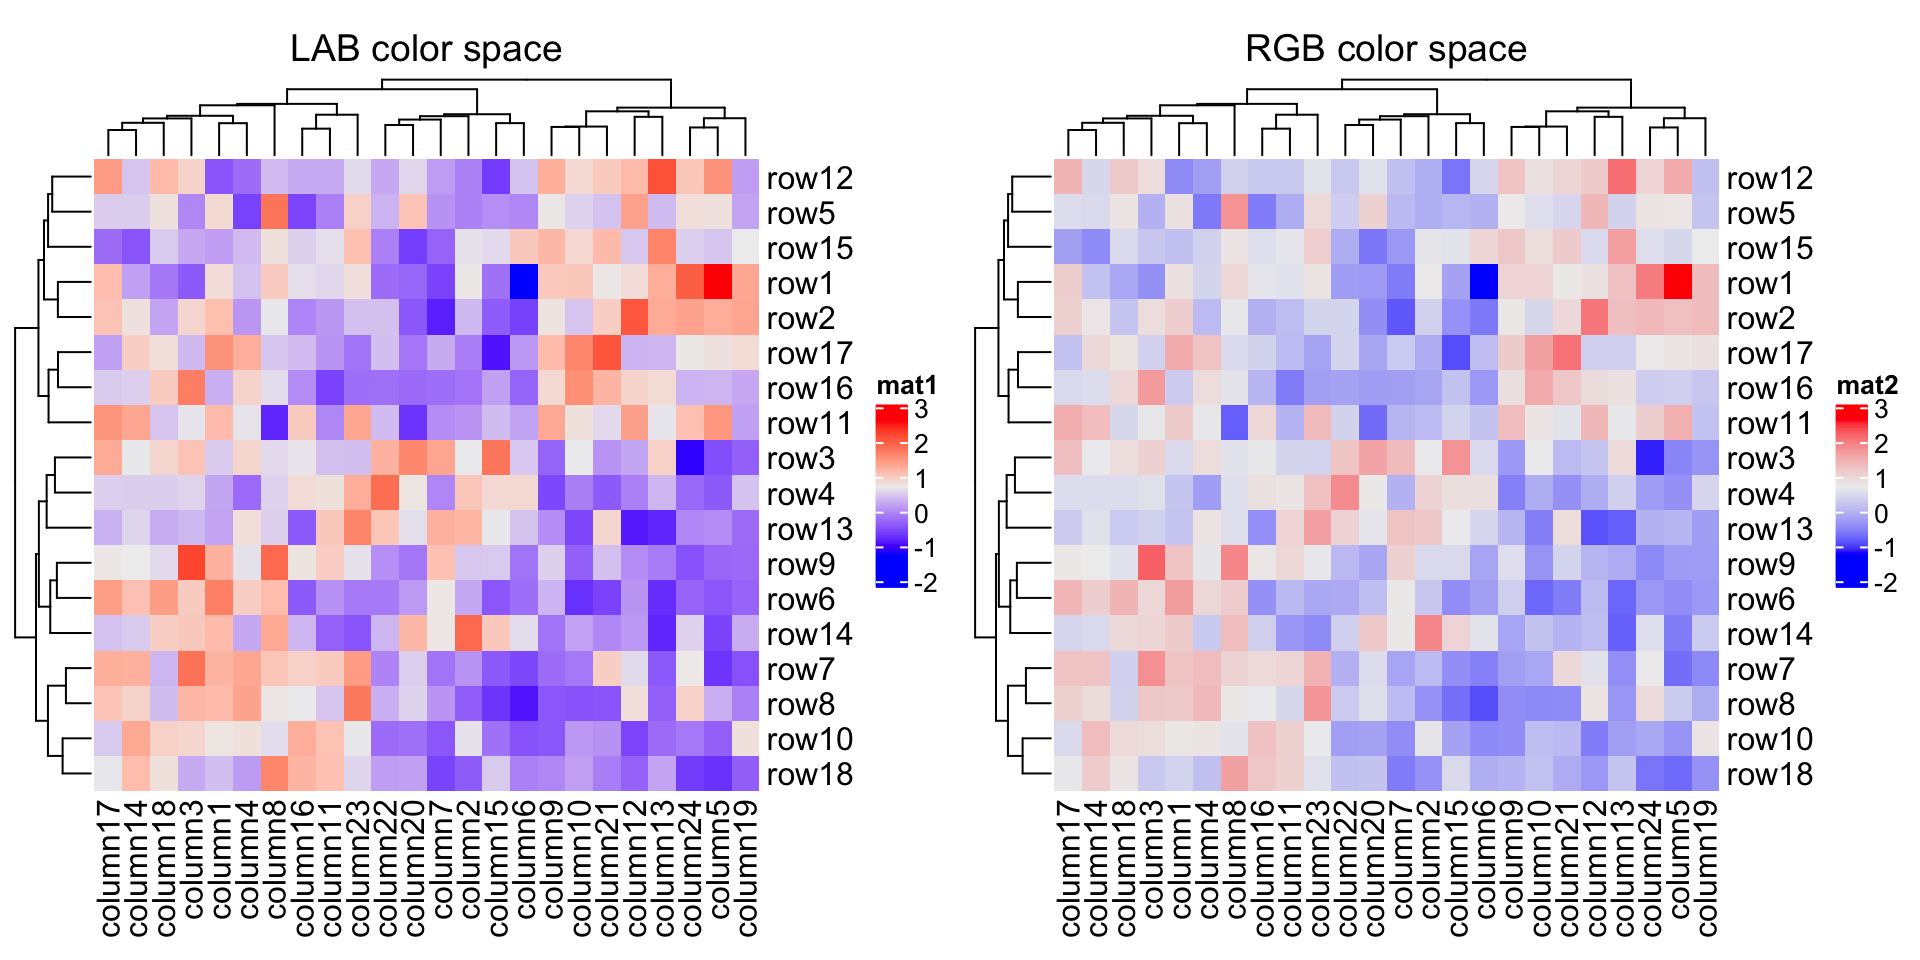 LAB color space
row12
row5
row15
row1
row2
row17
row16
row11
row3
row4
row13
row9
row6
row14
row7
row8
row10
row18
column17
column14
column18
column3
column1
column4
column8
column16
column11
column23
column22
column20
column7
column2
column15
column6
column9
column10
column21
column12
column13
column24
column5
column19
mat1
3
2
1
0
-1
-2
RGB color space
row12
row5
row15
row1
row2
row17
row16
row11
row3
row4
row13
row9
row6
row14
row7
row8
row10
row18
column17
column14
column18
column3
column1
column4
column8
column16
column11
column23
column22
column20
column7
column2
column15
column6
column9
column10
column21
column12
column13
column24
column5
column19
mat2
3
2
1
0
-1
-2